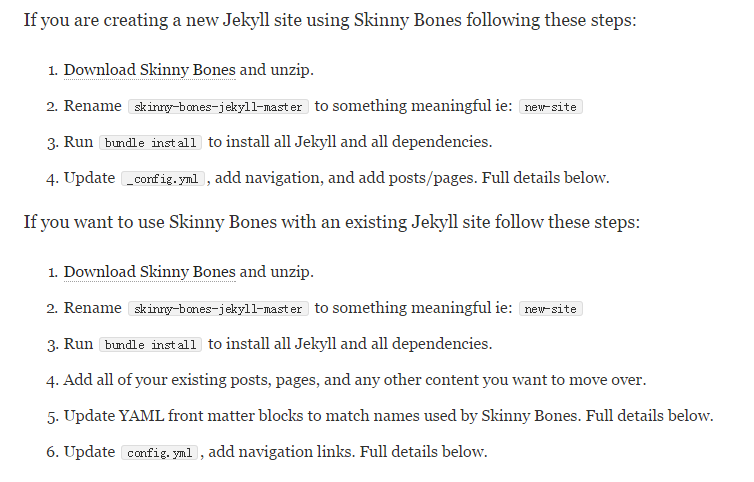 If you are creating a new Jekyll site using Skinny Bones following these steps:
1. Download Skinny Bones and unzip.
2. Rename skinny-bones-jekyll-master to something meaningful ie: new-site
3. Run bundle install to install all Jekyll and all dependencies.
4. Update _config.yml , add navigation, and add posts/pages. Full details below.
If you want to use Skinny Bones with an existing Jekyll site follow these steps:
1. Download Skinny Bones and unzip.
2. Rename skinny-bones-jekyll-master to something meaningful ie: new-site
3. Run bundle install to install all Jekyll and all dependencies.
4. Add all of your existing posts, pages, and any other content you want to move over.
5. Update YAML front matter blocks to match names used by Skinny Bones. Full details below.
6. Update config.yml , add navigation links. Full details below.